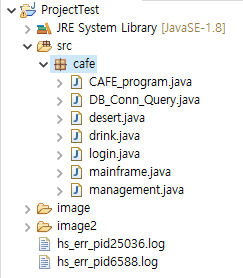 ProjectTest
JRE System Library [JavaSE-1.8]
src
cafe
CAFE_program.java
DB_Conn_Query.java
desert.java
drink.java
login.java
mainframe.java
management.java
image
image2
hs_err_pid25036.log
hs_err_pid6588.log